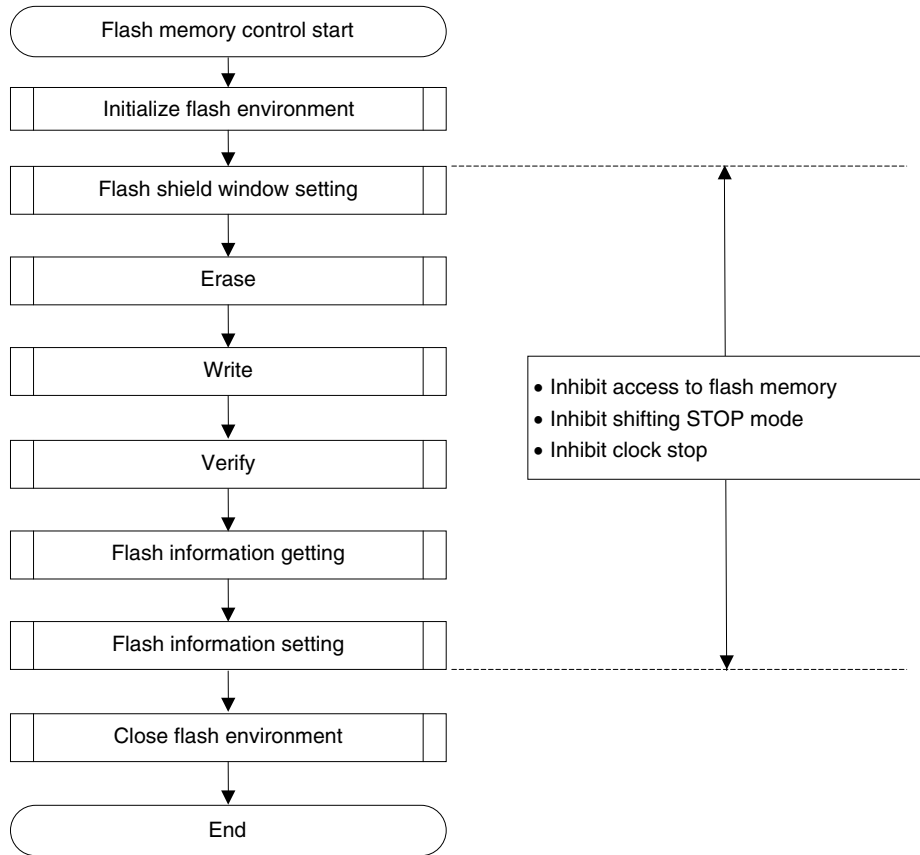 Flash memory control start
Initialize flash environment
Flash shield window setting
Erase
Write
• Inhibit access to flash memory
• Inhibit shifting STOP mode
• Inhibit clock stop
Verify
Flash information getting
Flash information setting
Close flash environment
End